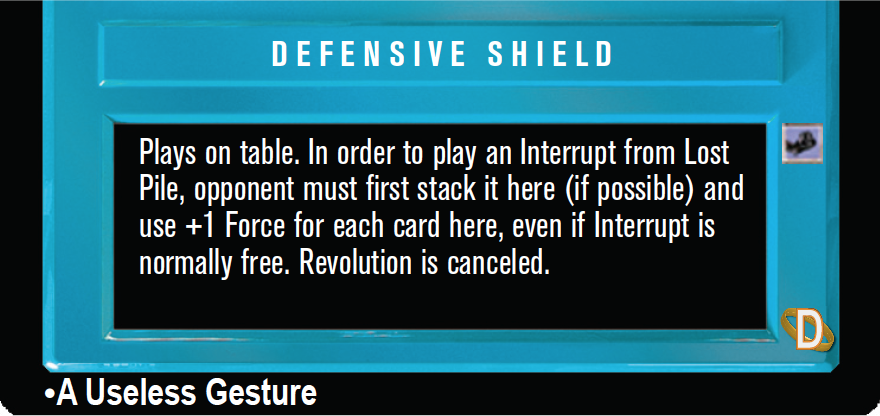 DEFENSIVE SHIELD
Plays on table. In order to play an Interrupt from Lost
Pile, opponent must first stack it here (if possible) and
use +1 Force for each card here, even if Interrupt is
normally free. Revolution is canceled.
D
•A Useless Gesture